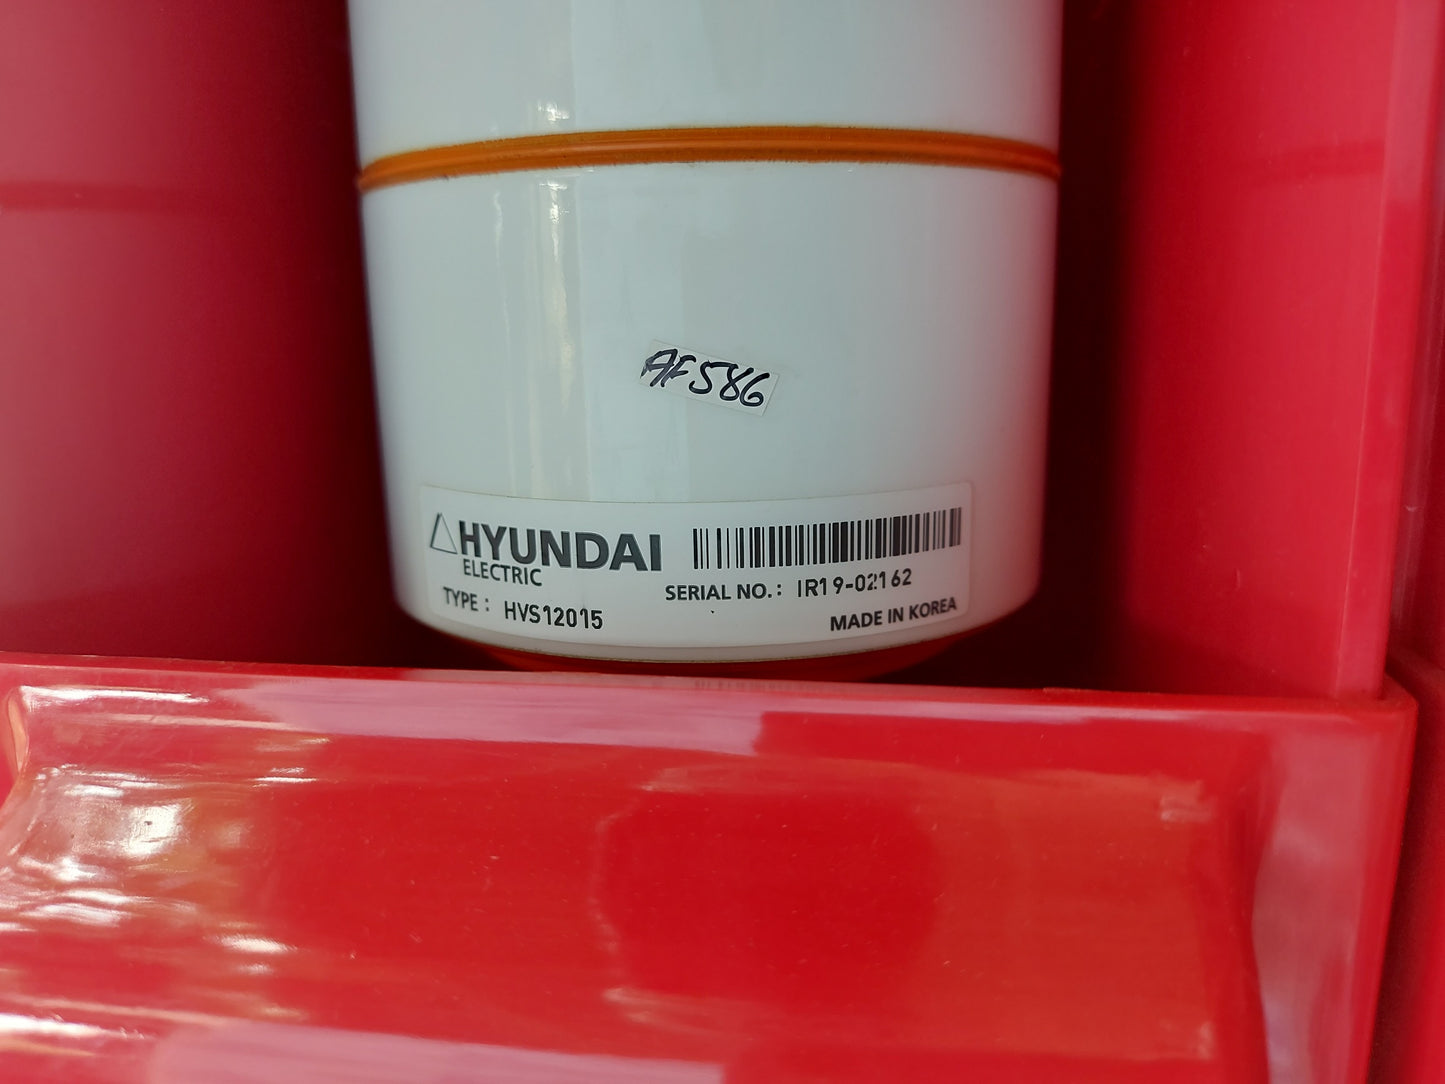 AF586
HYUNDAI
ELECTRIC
SERIAL NO.: IR19-02162
TYPE: HVS12015
MADE IN KOREA